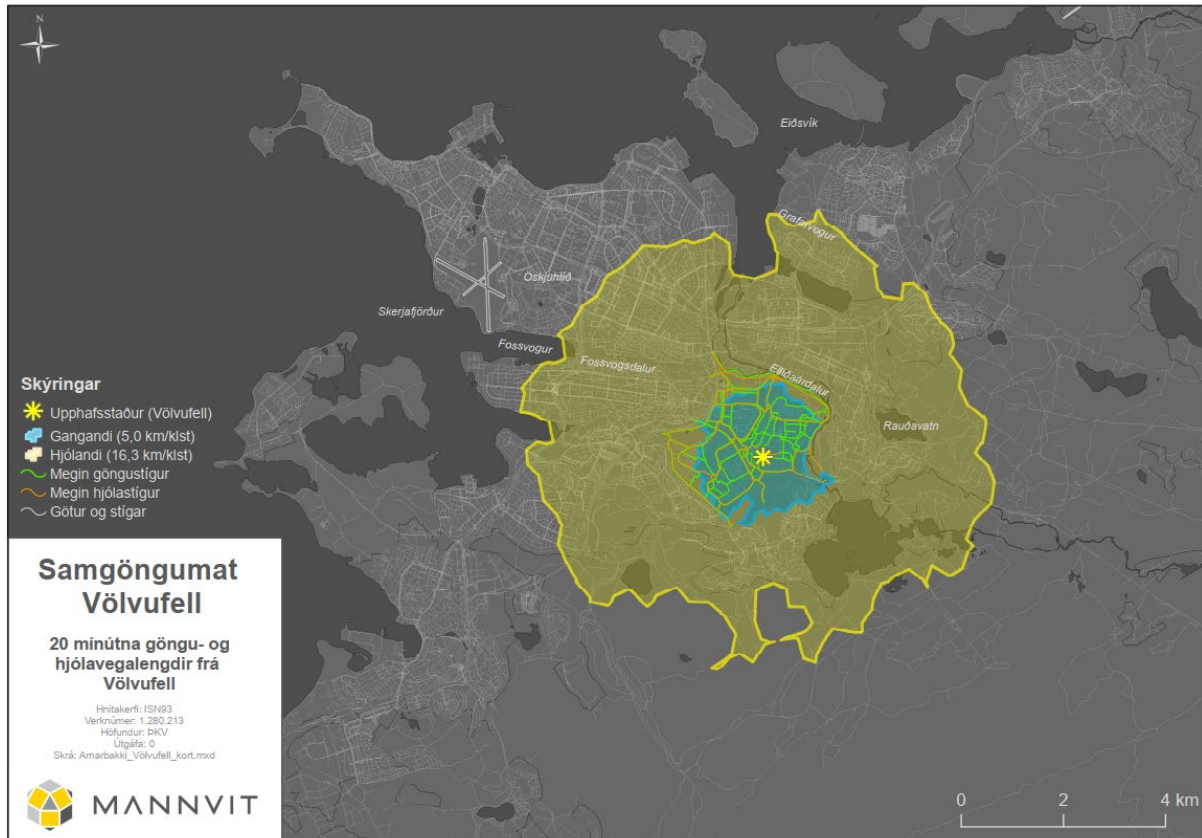 N
Eiðsvík
Grafarvogur
Öskjuhlíð
Skerjafjörður
Fossvogur
Fossvogsdalur
Elliðaárdalur
Rauðavatn
Skýringar
Upphafsstaður (Völvufell)
Gangandi (5,0 km/klst)
Hjólandi (16,3 km/klst)
Megin göngustígur
Megin hjólastígur
Götur og stígar
Samgöngumat
Völvufell
20 mínútna göngu- og
hjólavegalengdir frá
Völvufell
Hnitakerfi: ISN93
Verknúmer: 1.280.213
Höfundur: ÞKV
Útgáfa: 0
Skrá: Arnarbakki_Völvufell_kort.mxd
MANNVIT
0 2 4 km